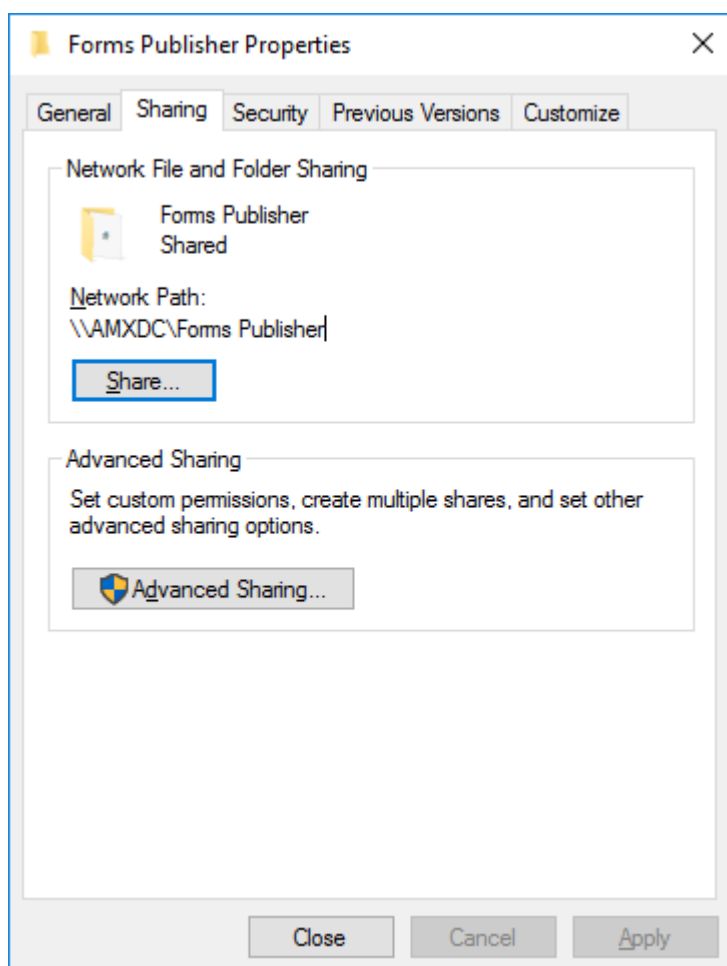 Forms Publisher Properties
General Sharing Security Previous Versions Customize
Network File and Folder Sharing
Forms Publisher
Shared
Network Path:
\\AMXDC\Forms Publisher
Share...
Advanced Sharing
Set custom permissions, create multiple shares, and set other
advanced sharing options.
Advanced Sharing...
Close Cancel Apply